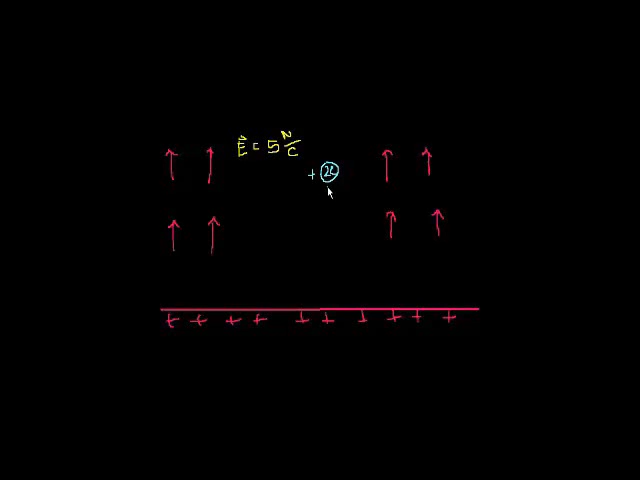 E⃗ = 5 N/C
+ 2C
+ + + + + + + + + +